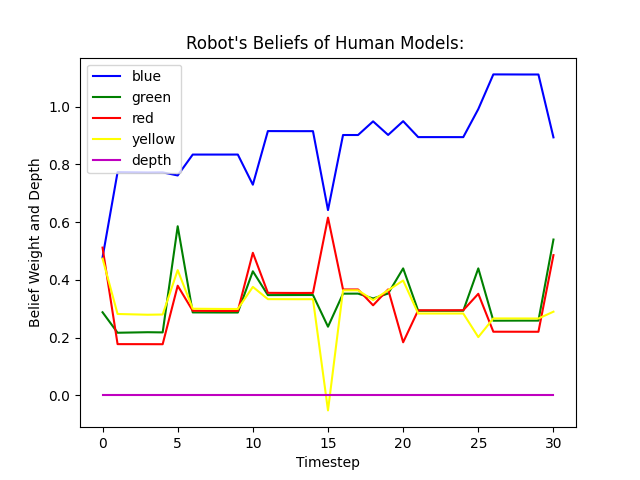 Robot's Beliefs of Human Models:
blue
green
red
yellow
depth
Belief Weight and Depth
1.0
0.8
0.6
0.4
0.2
0.0
0 5 10 15 20 25 30
Timestep